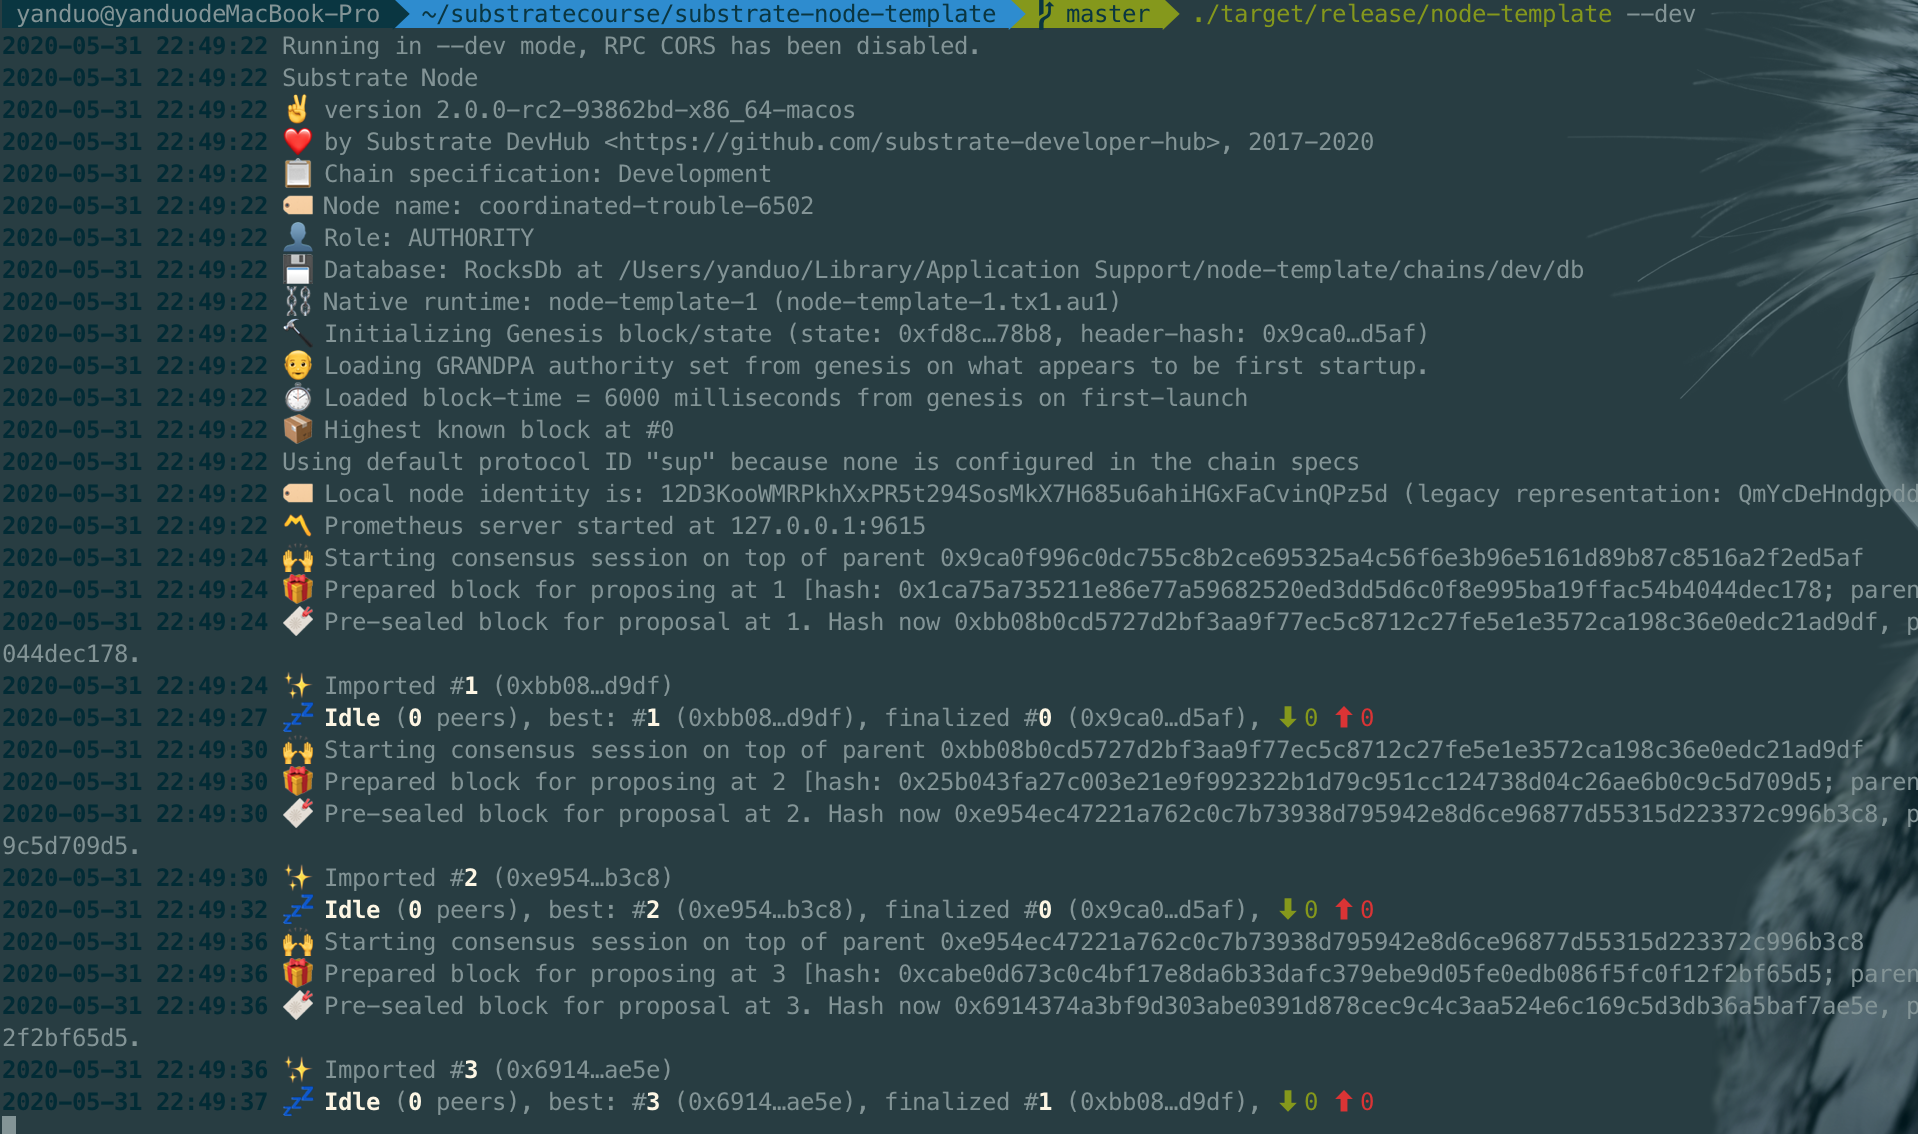 yanduo@yanduodeMacBook-Pro ~/substratecourse/substrate-node-template master ./target/release/node-template --dev
2020-05-31 22:49:22 Running in --dev mode, RPC CORS has been disabled.
2020-05-31 22:49:22 Substrate Node
2020-05-31 22:49:22 ✌️ version 2.0.0-rc2-93862bd-x86_64-macos
2020-05-31 22:49:22 ❤️ by Substrate DevHub <https://github.com/substrate-developer-hub>, 2017-2020
2020-05-31 22:49:22 📋 Chain specification: Development
2020-05-31 22:49:22 🏷 Node name: coordinated-trouble-6502
2020-05-31 22:49:22 👤 Role: AUTHORITY
2020-05-31 22:49:22 💾 Database: RocksDb at /Users/yanduo/Library/Application Support/node-template/chains/dev/db
2020-05-31 22:49:22 ⛓ Native runtime: node-template-1 (node-template-1.tx1.au1)
2020-05-31 22:49:22 🔨 Initializing Genesis block/state (state: 0xfd8c…78b8, header-hash: 0x9ca0…d5af)
2020-05-31 22:49:22 👴 Loading GRANDPA authority set from genesis on what appears to be first startup.
2020-05-31 22:49:22 ⏱ Loaded block-time = 6000 milliseconds from genesis on first-launch
2020-05-31 22:49:22 📦 Highest known block at #0
2020-05-31 22:49:22 Using default protocol ID "sup" because none is configured in the chain specs
2020-05-31 22:49:22 🏷 Local node identity is: 12D3KooWMRPkhXxPR5t294SosMkX7H685u6ahiHGxFaCvinQPz5d (legacy representation: QmYcDeHndgpdd
2020-05-31 22:49:22 〽️ Prometheus server started at 127.0.0.1:9615
2020-05-31 22:49:24 🙌 Starting consensus session on top of parent 0x9ca0f996c0dc755c8b2ce695325a4c56f6e3b96e5161d89b87c8516a2f2ed5af
2020-05-31 22:49:24 🎁 Prepared block for proposing at 1 [hash: 0x1ca75a735211e86e77a59682520ed3dd5d6c0f8e995ba19ffac54b4044dec178; paren
2020-05-31 22:49:24 🔖 Pre-sealed block for proposal at 1. Hash now 0xbb08b0cd5727d2bf3aa9f77ec5c8712c27fe5e1e3572ca198c36e0edc21ad9df, p
044dec178.
2020-05-31 22:49:24 ✨ Imported #1 (0xbb08…d9df)
2020-05-31 22:49:27 💤 Idle (0 peers), best: #1 (0xbb08…d9df), finalized #0 (0x9ca0…d5af), ⬇ 0 ⬆ 0
2020-05-31 22:49:30 🙌 Starting consensus session on top of parent 0xbb08b0cd5727d2bf3aa9f77ec5c8712c27fe5e1e3572ca198c36e0edc21ad9df
2020-05-31 22:49:30 🎁 Prepared block for proposing at 2 [hash: 0x25b043fa27c003e21e9f992322b1d79c951cc124738d04c26ae6b0c9c5d709d5; paren
2020-05-31 22:49:30 🔖 Pre-sealed block for proposal at 2. Hash now 0xe954ec47221a762c0c7b73938d795942e8d6ce96877d55315d223372c996b3c8, p
9c5d709d5.
2020-05-31 22:49:30 ✨ Imported #2 (0xe954…b3c8)
2020-05-31 22:49:32 💤 Idle (0 peers), best: #2 (0xe954…b3c8), finalized #0 (0x9ca0…d5af), ⬇ 0 ⬆ 0
2020-05-31 22:49:36 🙌 Starting consensus session on top of parent 0xe954ec47221a762c0c7b73938d795942e8d6ce96877d55315d223372c996b3c8
2020-05-31 22:49:36 🎁 Prepared block for proposing at 3 [hash: 0xcabe0d673c0c4bf17e8da6b33dafc379ebe9d05fe0edb086f5fc0f12f2bf65d5; paren
2020-05-31 22:49:36 🔖 Pre-sealed block for proposal at 3. Hash now 0x6914374a3bf9d303abe0391d878cec9c4c3aa524e6c169c5d3db36a5baf7ae5e, p
2f2bf65d5.
2020-05-31 22:49:36 ✨ Imported #3 (0x6914…ae5e)
2020-05-31 22:49:37 💤 Idle (0 peers), best: #3 (0x6914…ae5e), finalized #1 (0xbb08…d9df), ⬇ 0 ⬆ 0